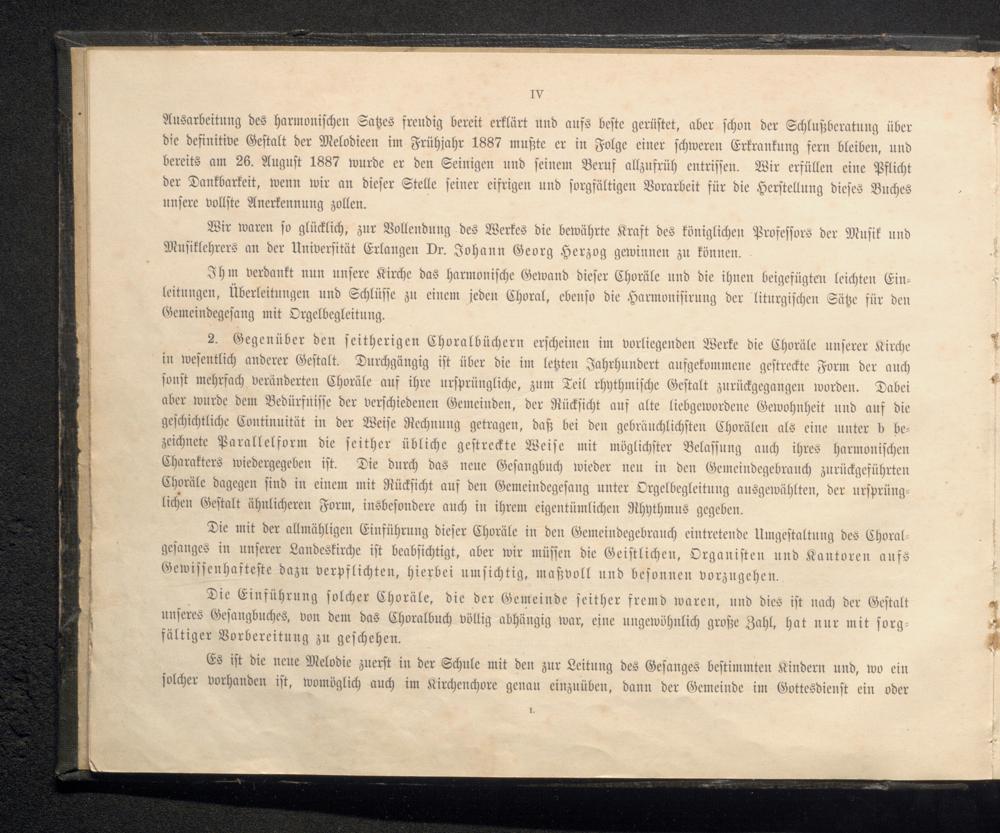 IV
Ausarbeitung des harmonischen Satzes freudig bereit erklärt und aufs beste gerüstet, aber schon der Schlußberatung über
die definitive Gestalt der Melodieen im Frühjahr 1887 mußte er in Folge einer schweren Erkrankung fern bleiben, und
bereits am 26. August 1887 wurde er den Seinigen und seinem Beruf allzufrüh entrissen. Wir erfüllen eine Pflicht
der Dankbarkeit, wenn wir an dieser Stelle seiner eifrigen und sorgsältigen Vorarbeit für die Herstellung dieses Buches
unsere vollste Anerkennung zollen.
Wir waren so glücklich, zur Vollendung des Werkes die bewährte Kraft des königlichen Professors der Musik und
Musiklehrers an der Universität Erlangen Dr. Johann Georg Herzog gewinnen zu können.
Ihm verdankt nun unsere Kirche das harmonische Gewand dieser Choräle und die ihnen beigefügten leichten Ein-
leitungen, Überleitungen und Schlüsse zu einem jeden Choral, ebenso die Harmonisirung der liturgischen Sätze für den
Gemeindegesang mit Orgelbegleitung.
2. Gegenüber den seitherigen Choralbüchern erscheinen im vorliegenden Werke die Choräle unserer Kirche
in wesentlich anderer Gestalt. Durchgängig ist über die im letzten Jahrhundert aufgekommene gestreckte Form der auch
sonst mehrfach veränderten Choräle auf ihre ursprüngliche, zum Teil rhythmische Gestalt zurückgegangen worden. Dabei
aber wurde dem Bedürfnisse der verschiedenen Gemeinden, der Rücksicht auf alte liebgewordene Gewohnheit und auf die
geschichtliche Continuität in der Weise Rechnung getragen, daß bei den gebräuchlichsten Chorälen als eine unter b be-
zeichnete Parallelform die seither übliche gestreckte Weise mit möglichster Belassung auch ihres harmonischen
Charakters wiedergegeben ist. Die durch das neue Gesangbuch wieder neu in den Gemeindegebrauch zurückgeführten
Choräle dagegen sind in einem mit Rücksicht auf den Gemeindegesang unter Orgelbegleitung ausgewählten, der ursprüng-
lichen Gestalt ähnlicheren Form, insbesondere auch in ihrem eigentümlichen Rhythmus gegeben.
Die mit der allmähligen Einführung dieser Choräle in den Gemeindegebrauch eintretende Umgestaltung des Choral-
gesanges in unserer Landeskirche ist beabsichtigt, aber wir müssen die Geistlichen, Organisten und Kantoren aufs
Gewissenhafteste dazu verpflichten, hierbei umsichtig, maßvoll und besonnen vorzugehen.
Die Einführung solcher Choräle, die der Gemeinde seither fremd waren, und dies ist nach der Gestalt
unseres Gesangbuches, von dem das Choralbuch völlig abhängig war, eine ungewöhnlich große Zahl, hat nur mit sorg-
fältiger Vorbereitung zu geschehen.
Es ist die neue Melodie zuerst in der Schule mit den zur Leitung des Gesanges bestimmten Kindern und, wo ein
solcher vorhanden ist, womöglich auch im Kirchenchore genau einzuüben, dann der Gemeinde im Gottesdienst ein oder
I.